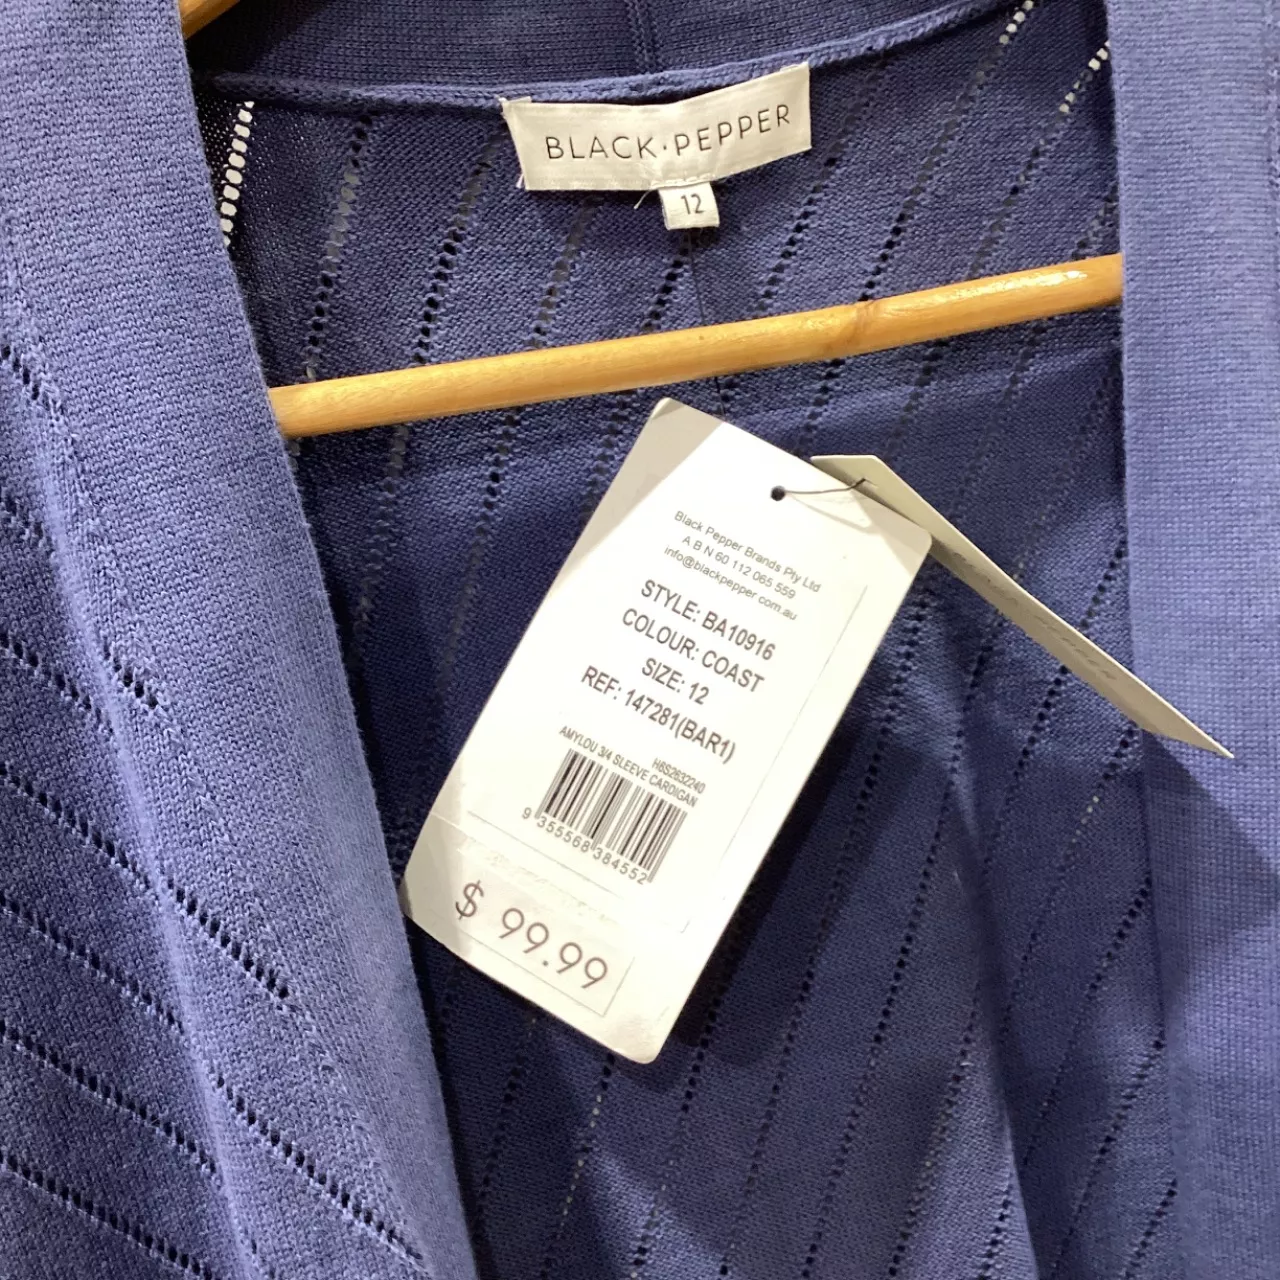 BLACK·PEPPER
12
Black Pepper Brands Pty Ltd
A B N 60 112 065 559
info@blackpepper.com.au
STYLE: BA10916
COLOUR: COAST
SIZE: 12
REF: 147281(BAR1)
H6S2632240
AMYLOU 3/4 SLEEVE CARDIGAN
9 355568 384552
$ 99.99